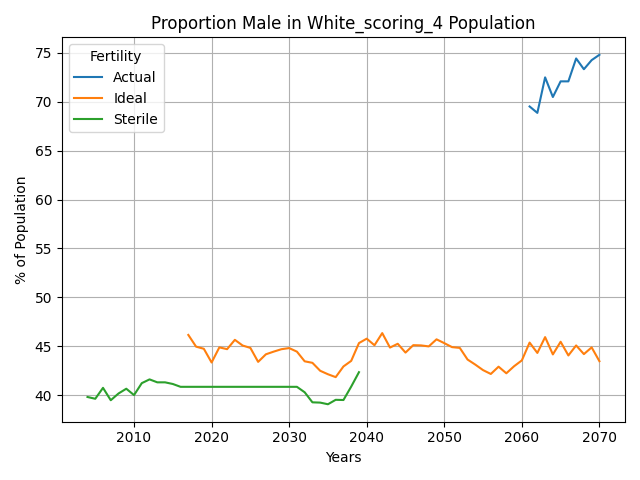 Proportion Male in White_scoring_4 Population
Fertility
Actual
Ideal
Sterile
% of Population
75
70
65
60
55
50
45
40
2010
2020
2030
2040
2050
2060
2070
Years